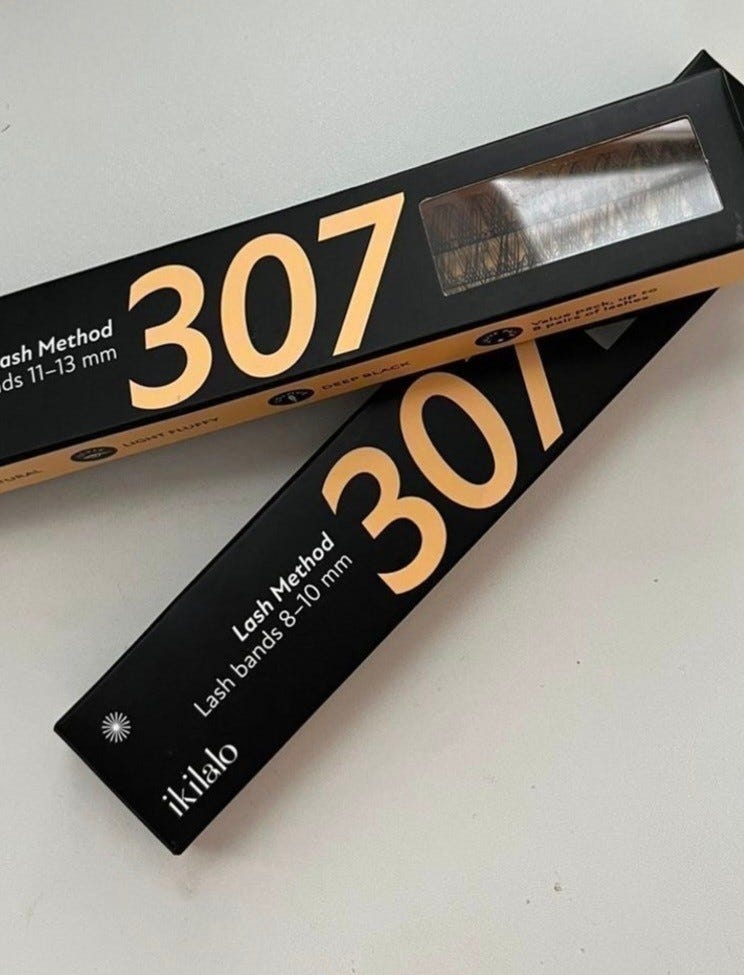 ash Method
ds 11–13 mm
307
TURAL
LIGHT FLUFFY
DEEP BLACK
Value pack, up to
8 pairs of lashes
307
Lash Method
Lash bands 8–10 mm
ikilalo